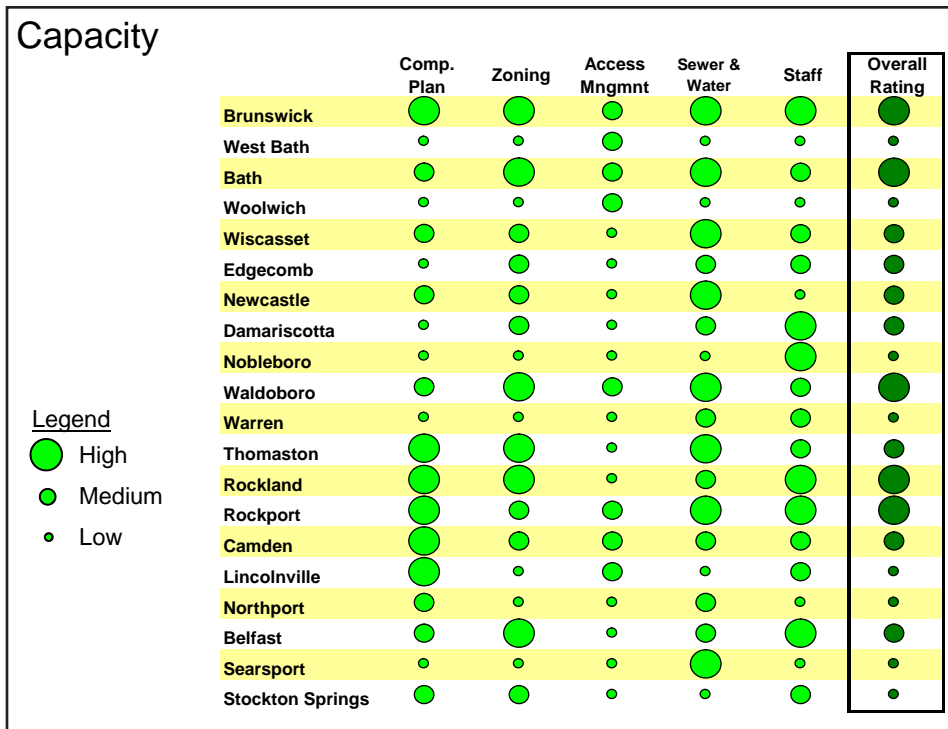 Capacity
Comp. Plan
Zoning
Access Mngmnt
Sewer & Water
Staff
Overall Rating
Brunswick
West Bath
Bath
Woolwich
Wiscasset
Edgecomb
Newcastle
Damariscotta
Nobleboro
Waldoboro
Warren
Thomaston
Rockland
Rockport
Camden
Lincolnville
Northport
Belfast
Searsport
Stockton Springs
Legend
High
Medium
Low